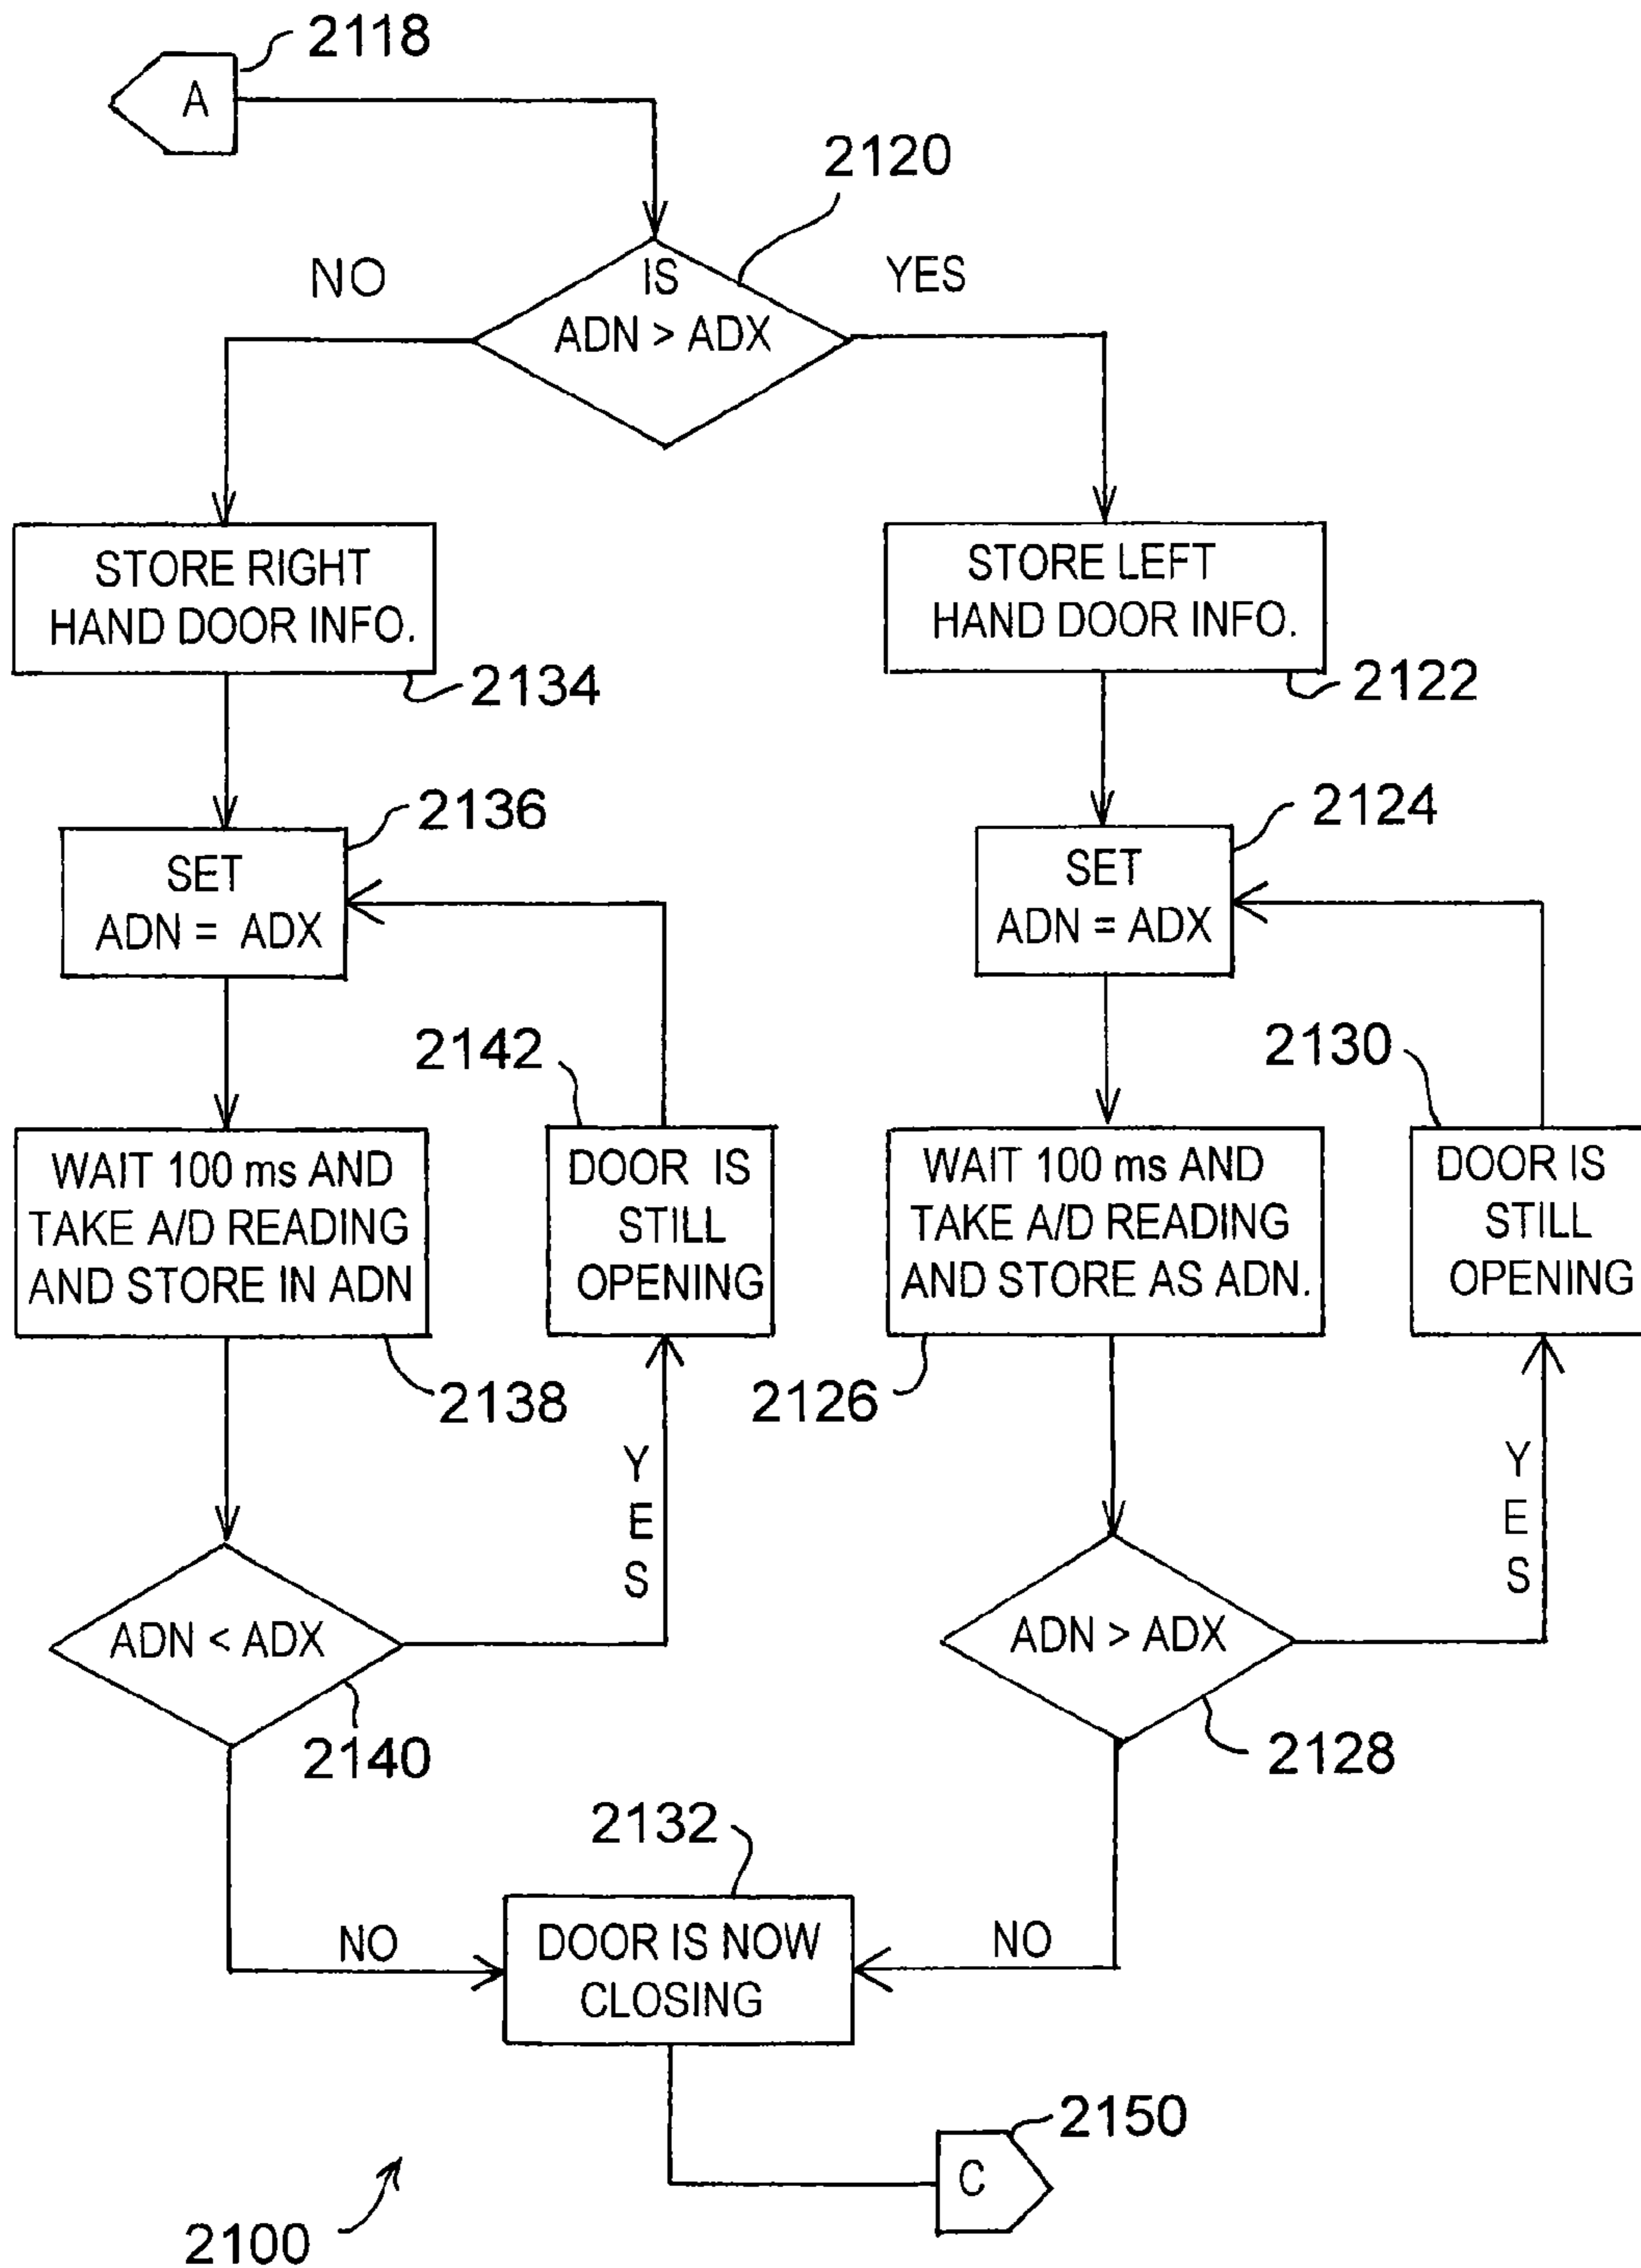 2118
A
2120
NO
IS
YES
ADN > ADX
STORE RIGHT
HAND DOOR INFO.
2134
STORE LEFT
HAND DOOR INFO.
2122
2136
SET
ADN = ADX
2124
SET
ADN = ADX
2142
2130
WAIT 100 ms AND
TAKE A/D READING
AND STORE IN ADN
2138
DOOR IS
STILL
OPENING
WAIT 100 ms AND
TAKE A/D READING
AND STORE AS ADN.
2126
DOOR IS
STILL
OPENING
YES
YES
ADN < ADX
2140
ADN > ADX
2128
2132
NO
DOOR IS NOW
CLOSING
NO
2150
C
2100